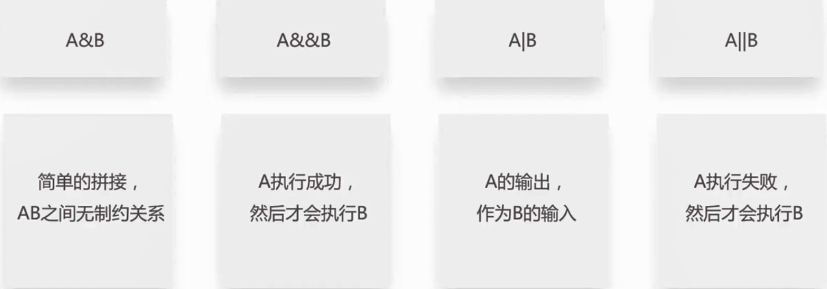 A&B
A&&B
A|B
A||B
简单的拼接，
AB之间无制约关系
A执行成功，
然后才会执行B
A的输出，
作为B的输入
A执行失败，
然后才会执行B